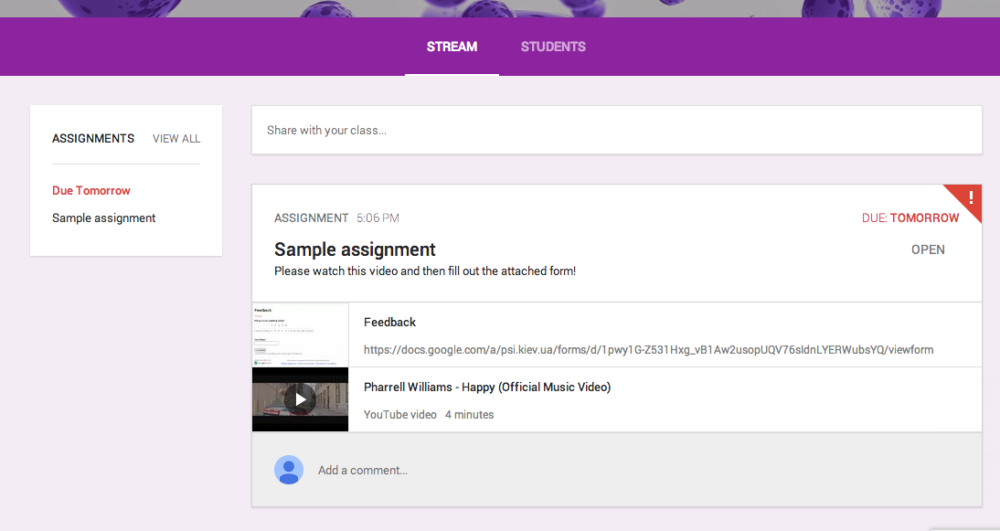 STREAM STUDENTS
ASSIGNMENTS VIEW ALL
Due Tomorrow
Sample assignment
Share with your class...
ASSIGNMENT 5:06 PM
DUE: TOMORROW
!
Sample assignment
OPEN
Please watch this video and then fill out the attached form!
Feedback
Feedback
https://docs.google.com/a/psi.kiev.ua/forms/d/1pwy1G-Z531Hxg_vB1Aw2usopUQV76sIdnLYERWubsYQ/viewform
Pharrell Williams - Happy (Official Music Video)
YouTube video 4 minutes
Add a comment...